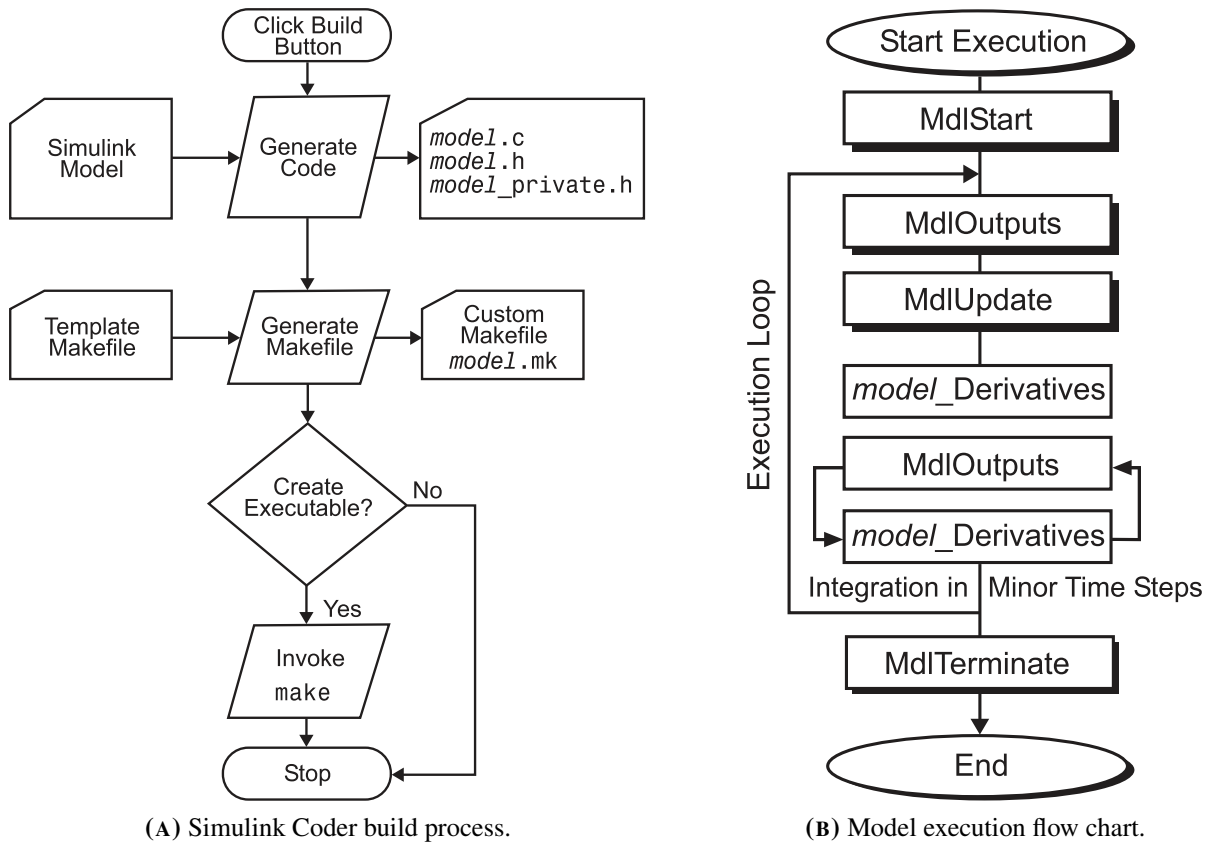 Click Build
Button
Simulink
Model
Generate
Code
model.c
model.h
model_private.h
Template
Makefile
Generate
Makefile
Custom
Makefile
model.mk
Create
Executable?
No
Yes
Invoke
make
Stop
(A) Simulink Coder build process.
Start Execution
MdlStart
MdlOutputs
MdlUpdate
Execution Loop
model_Derivatives
MdlOutputs
model_Derivatives
Integration in Minor Time Steps
MdlTerminate
End
(B) Model execution flow chart.